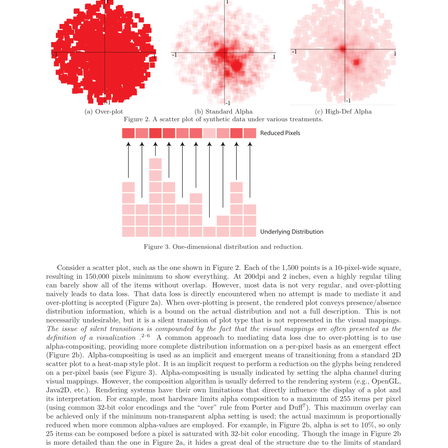 1
-1
1
-1
1
-1
(a) Over-plot
(b) Standard Alpha
(c) High-Def Alpha
Figure 2. A scatter plot of synthetic data under various treatments.
Reduced Pixels
Underlying Distribution
Figure 3. One-dimensional distribution and reduction.
Consider a scatter plot, such as the one shown in Figure 2. Each of the 1,500 points is a 10-pixel-wide square,
resulting in 150,000 pixels minimum to show everything. At 200dpi and 2 inches, even a highly regular tiling
can barely show all of the items without overlap. However, most data is not very regular, and over-plotting
naively leads to data loss. That data loss is directly encountered when no attempt is made to mediate it and
over-plotting is accepted (Figure 2a). When over-plotting is present, the rendered plot conveys presence/absence
distribution information, which is a bound on the actual distribution and not a full description. This is not
necessarily undesirable, but it is a silent transition of plot type that is not represented in the visual mappings.
The issue of silent transitions is compounded by the fact that the visual mappings are often presented as the
definition of a visualization .2–6 A common approach to mediating data loss due to over-plotting is to use
alpha-compositing, providing more complete distribution information on a per-pixel basis as an emergent effect
(Figure 2b). Alpha-compositing is used as an implicit and emergent means of transitioning from a standard 2D
scatter plot to a heat-map style plot. It is an implicit request to perform a reduction on the glyphs being rendered
on a per-pixel basis (see Figure 3). Alpha-compositing is usually indicated by setting the alpha channel during
visual mappings. However, the composition algorithm is usually deferred to the rendering system (e.g., OpenGL,
Java2D, etc.). Rendering systems have their own limitations that directly influence the display of a plot and
its interpretation. For example, most hardware limits alpha composition to a maximum of 255 items per pixel
(using common 32-bit color encodings and the “over” rule from Porter and Duff7). This maximum overlay can
be achieved only if the minimum non-transparent alpha setting is used; the actual maximum is proportionally
reduced when more common alpha-values are employed. For example, in Figure 2b, alpha is set to 10%, so only
25 items can be composed before a pixel is saturated with 32-bit color encoding. Though the image in Figure 2b
is more detailed than the one in Figure 2a, it hides a great deal of the structure due to the limits of standard